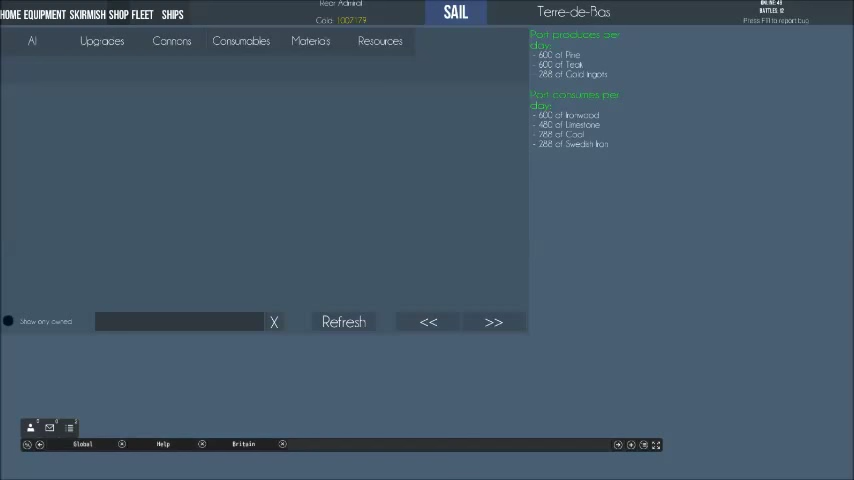 HOME EQUIPMENT SKIRMISH SHOP FLEET SHIPS
Rear Admiral
Gold: 1007179
SAIL
Terre-de-Bas
ONLINE: 48
BATTLES: 12
Press F11 to report bug
All Upgrades Cannons Consumables Materials Resources
Port produces per
day:
- 600 of Pine
- 600 of Teak
- 288 of Gold Ingots
Port consumes per
day:
- 600 of Ironwood
- 480 of Limestone
- 288 of Coal
- 288 of Swedish Iron
Show only owned
X
Refresh
<<
>>
Global
Help
Britain